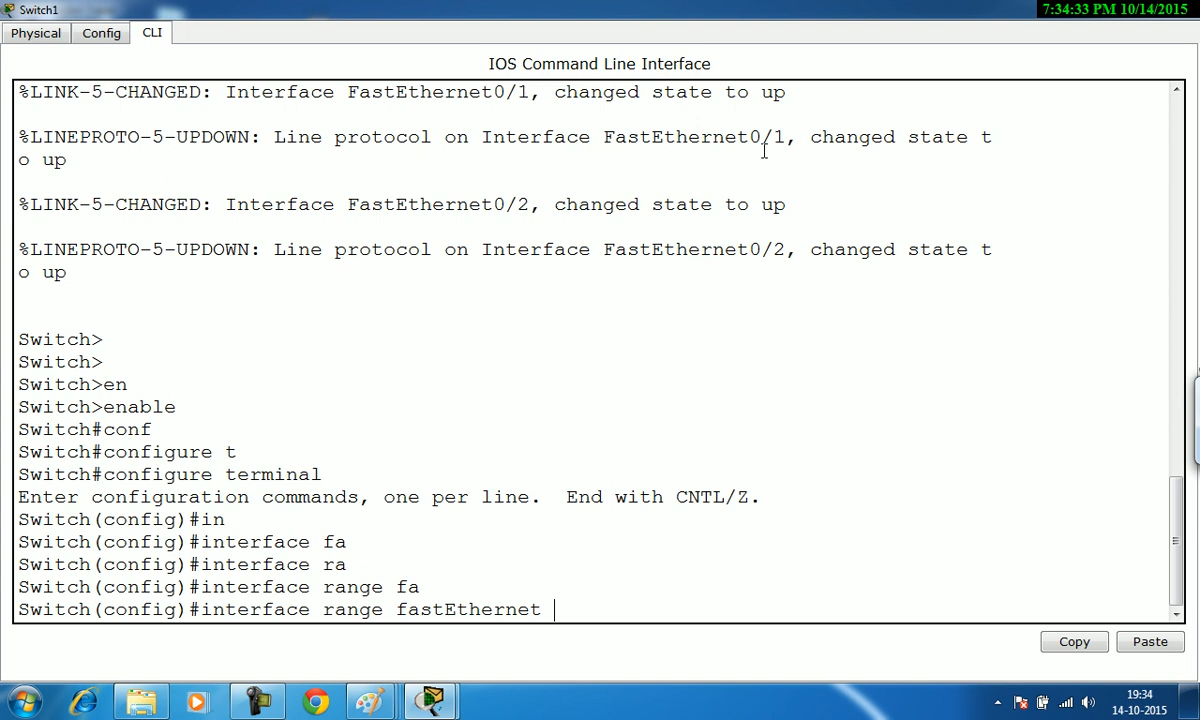 Switch1
7:34:33 PM 10/14/2015
Physical Config CLI
IOS Command Line Interface
%LINK-5-CHANGED: Interface FastEthernet0/1, changed state to up
%LINEPROTO-5-UPDOWN: Line protocol on Interface FastEthernet0/1, changed state t
o up
%LINK-5-CHANGED: Interface FastEthernet0/2, changed state to up
%LINEPROTO-5-UPDOWN: Line protocol on Interface FastEthernet0/2, changed state t
o up
Switch>
Switch>
Switch>en
Switch>enable
Switch#conf
Switch#configure t
Switch#configure terminal
Enter configuration commands, one per line.  End with CNTL/Z.
Switch(config)#in
Switch(config)#interface fa
Switch(config)#interface ra
Switch(config)#interface range fa
Switch(config)#interface range fastEthernet
Copy Paste
19:34
14-10-2015